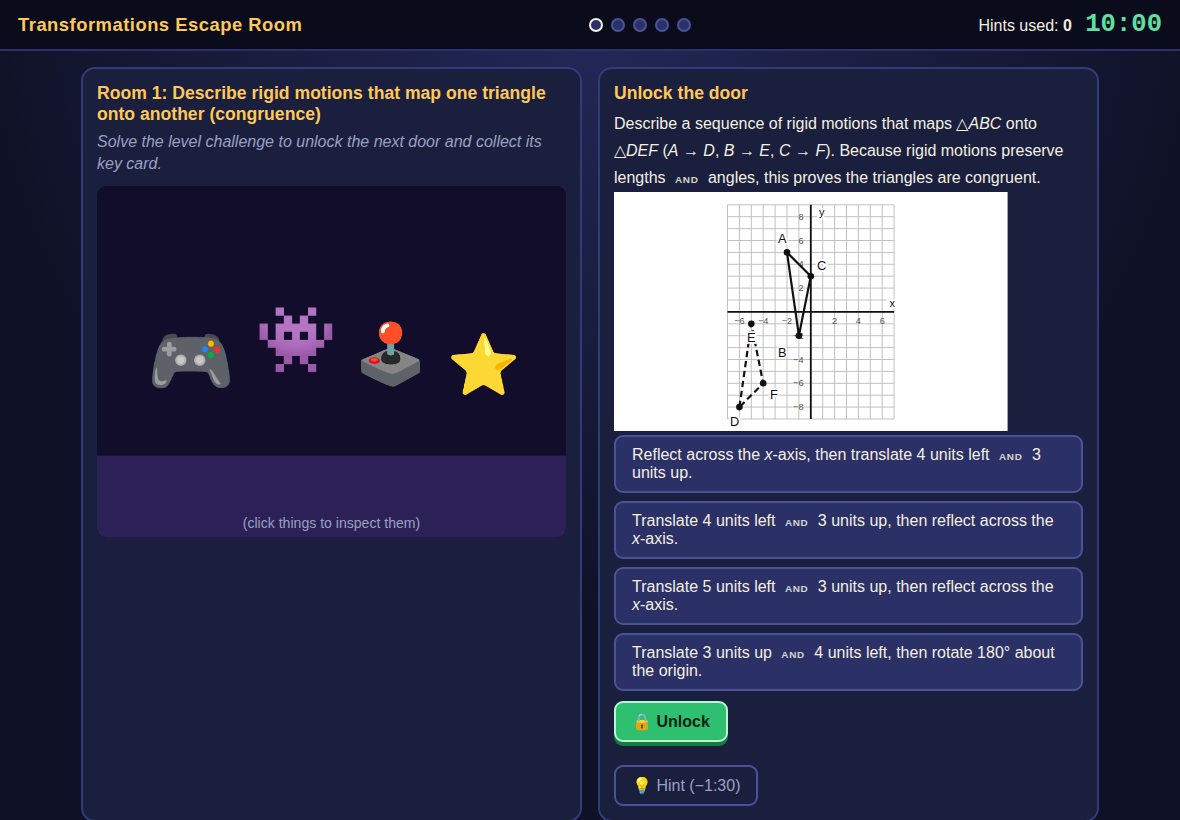 Transformations Escape Room
Hints used: 0 10:00
Room 1: Describe rigid motions that map one triangle
onto another (congruence)
Solve the level challenge to unlock the next door and collect its
key card.
(click things to inspect them)
Unlock the door
Describe a sequence of rigid motions that maps △ABC onto
△DEF (A → D, B → E, C → F). Because rigid motions preserve
lengths AND angles, this proves the triangles are congruent.
8 y
A 6
4 C
2
x
−6 −4 −2 2 4 6
E
B −4
−6
F
−8
D
Reflect across the x-axis, then translate 4 units left AND 3
units up.
Translate 4 units left AND 3 units up, then reflect across the
x-axis.
Translate 5 units left AND 3 units up, then reflect across the
x-axis.
Translate 3 units up AND 4 units left, then rotate 180° about
the origin.
🔒 Unlock
💡 Hint (−1:30)